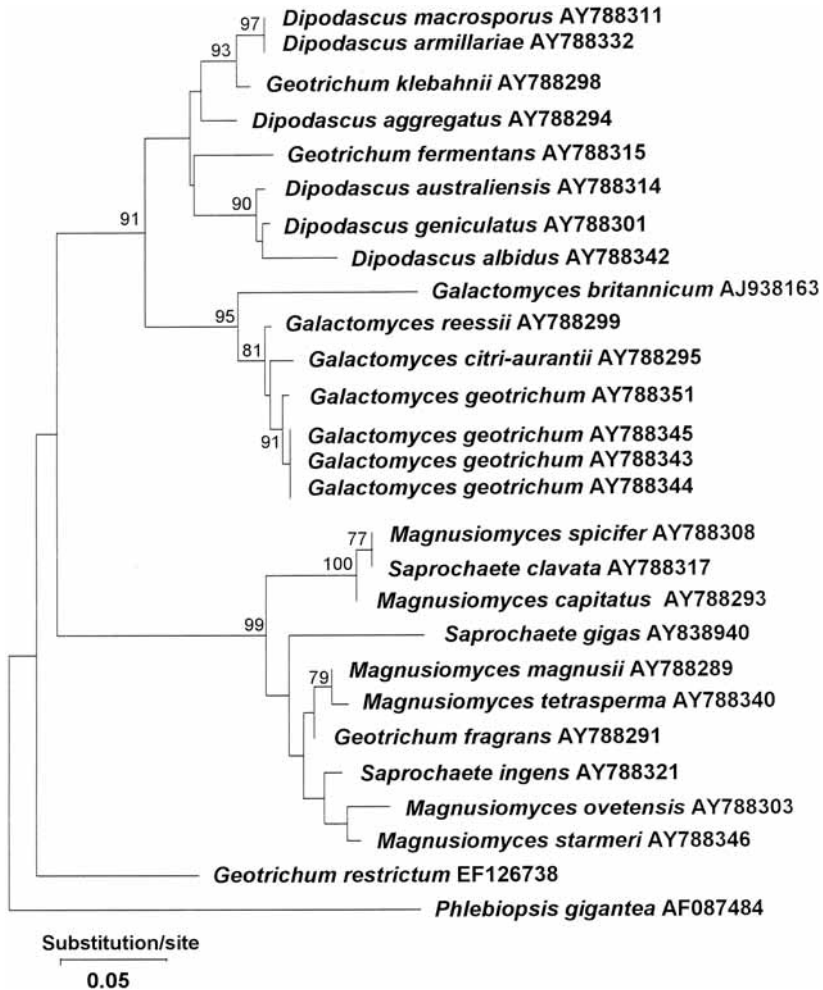 97
Dipodascus macrosporus AY788311
Dipodascus armillariae AY788332
93
Geotrichum klebahnii AY788298
Dipodascus aggregatus AY788294
Geotrichum fermentans AY788315
91
90
Dipodascus australiensis AY788314
Dipodascus geniculatus AY788301
Dipodascus albidus AY788342
Galactomyces britannicum AJ938163
95
Galactomyces reessii AY788299
81
Galactomyces citri-aurantii AY788295
Galactomyces geotrichum AY788351
91
Galactomyces geotrichum AY788345
Galactomyces geotrichum AY788343
Galactomyces geotrichum AY788344
77
Magnusiomyces spicifer AY788308
100
Saprochaete clavata AY788317
Magnusiomyces capitatus AY788293
99
Saprochaete gigas AY838940
79
Magnusiomyces magnusii AY788289
Magnusiomyces tetrasperma AY788340
Geotrichum fragrans AY788291
Saprochaete ingens AY788321
Magnusiomyces ovetensis AY788303
Magnusiomyces starmeri AY788346
Geotrichum restrictum EF126738
Phlebiopsis gigantea AF087484
Substitution/site
0.05